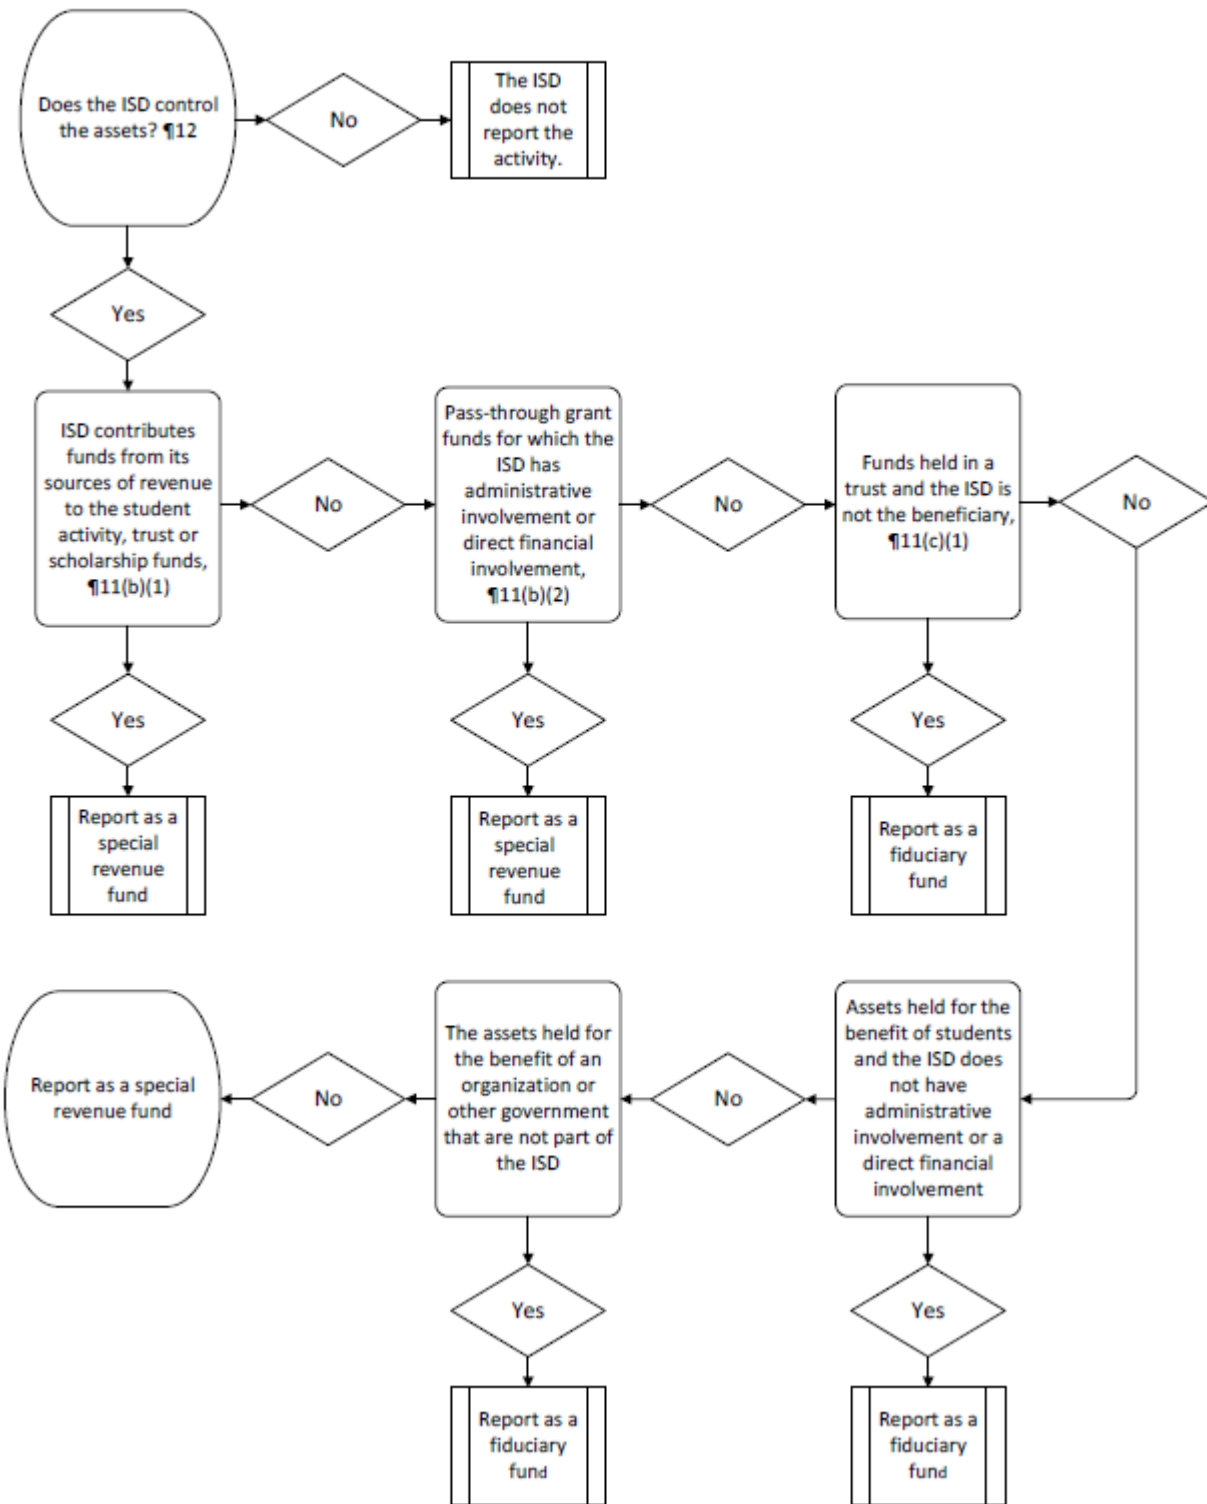 Does the ISD control
the assets? ¶12
No
The ISD
does not
report the
activity.
Yes
ISD contributes
funds from its
sources of revenue
to the student
activity, trust or
scholarship funds,
¶11(b)(1)
No
Pass-through grant
funds for which the
ISD has
administrative
involvement or
direct financial
involvement,
¶11(b)(2)
No
Funds held in a
trust and the ISD is
not the beneficiary,
¶11(c)(1)
No
Yes
Yes
Yes
Report as a
special
revenue
fund
Report as a
special
revenue
fund
Report as a
fiduciary
fund
Assets held for the
benefit of students
and the ISD does
not have
administrative
involvement or a
direct financial
involvement
No
The assets held for
the benefit of an
organization or
other government
that are not part of
the ISD
No
Report as a special
revenue fund
Yes
Yes
Report as a
fiduciary
fund
Report as a
fiduciary
fund